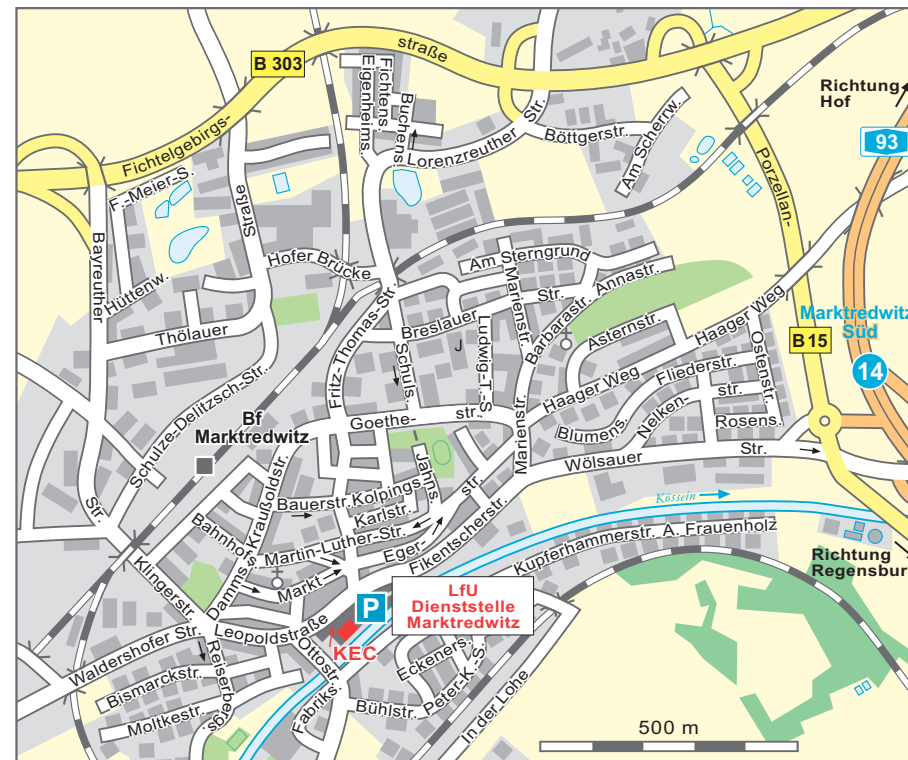 B 303
straße
Fichtelgebirgs-
Fichtens.
Eigenheims.
Buchens.
Lorenzreuther Str.
Böttgerstr.
Am Scherrw.
Porzellan-
Richtung
Hof
93
F.-Meier-S.
Bayreuther
Straße
Hüttenw.
Hofer Brücke
Thölauer
Am Sterngrund
Marienstr.
Annastr.
Barbarastr.
Breslauer Str.
Ludwig-T.-S.
J
Schuls.
Fritz-Thomas-Str.
Asternstr.
Haager Weg
Haager Weg
Marktredwitz
Süd
14
B 15
Fliederstr.
Ostenstr.
Nelken-
str.
Rosens.
Blumens.
Schulze-Delitzsch-Str.
Bf
Marktredwitz
Goethe-
str.
Marienstr.
Wölsauer
Str.
Str.
Kraußoldstr.
Bauerstr.
Kolpings.
Jahns.
Karlstr.
Bahnhofs.
Martin-Luther-Str.
Eger-
str.
Fikentscherstr.
Kössein
Kupferhammerstr.
A. Frauenholz
Klingerstr.
Damms.
Markt
Richtung
Regensbur
P
LfU
Dienststelle
Marktredwitz
KEC
Leopoldstraße
Waldershofer Str.
Ottostr.
Reiserbergs.
Bismarckstr.
Moltkestr.
Fabriks.
Bühlstr.
Eckeners.
Peter-K.-S.
In der Lohe
500 m